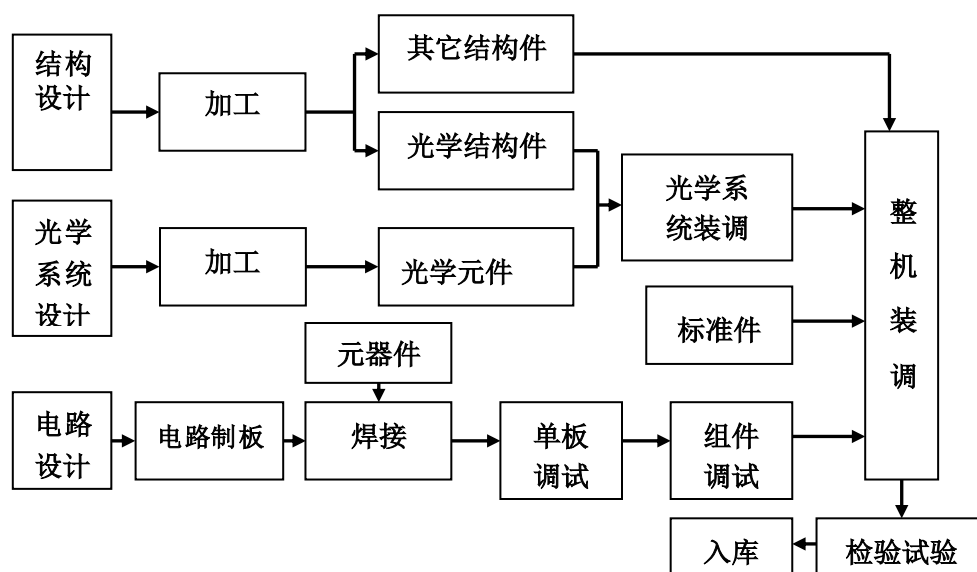 结构
设计
加工
其它结构件
光学结构件
光学
系统
设计
加工
光学元件
光学系
统装调
标准件
元器件
电路
设计
电路制板
焊接
单板
调试
组件
调试
整
机
装
调
检验试验
入库